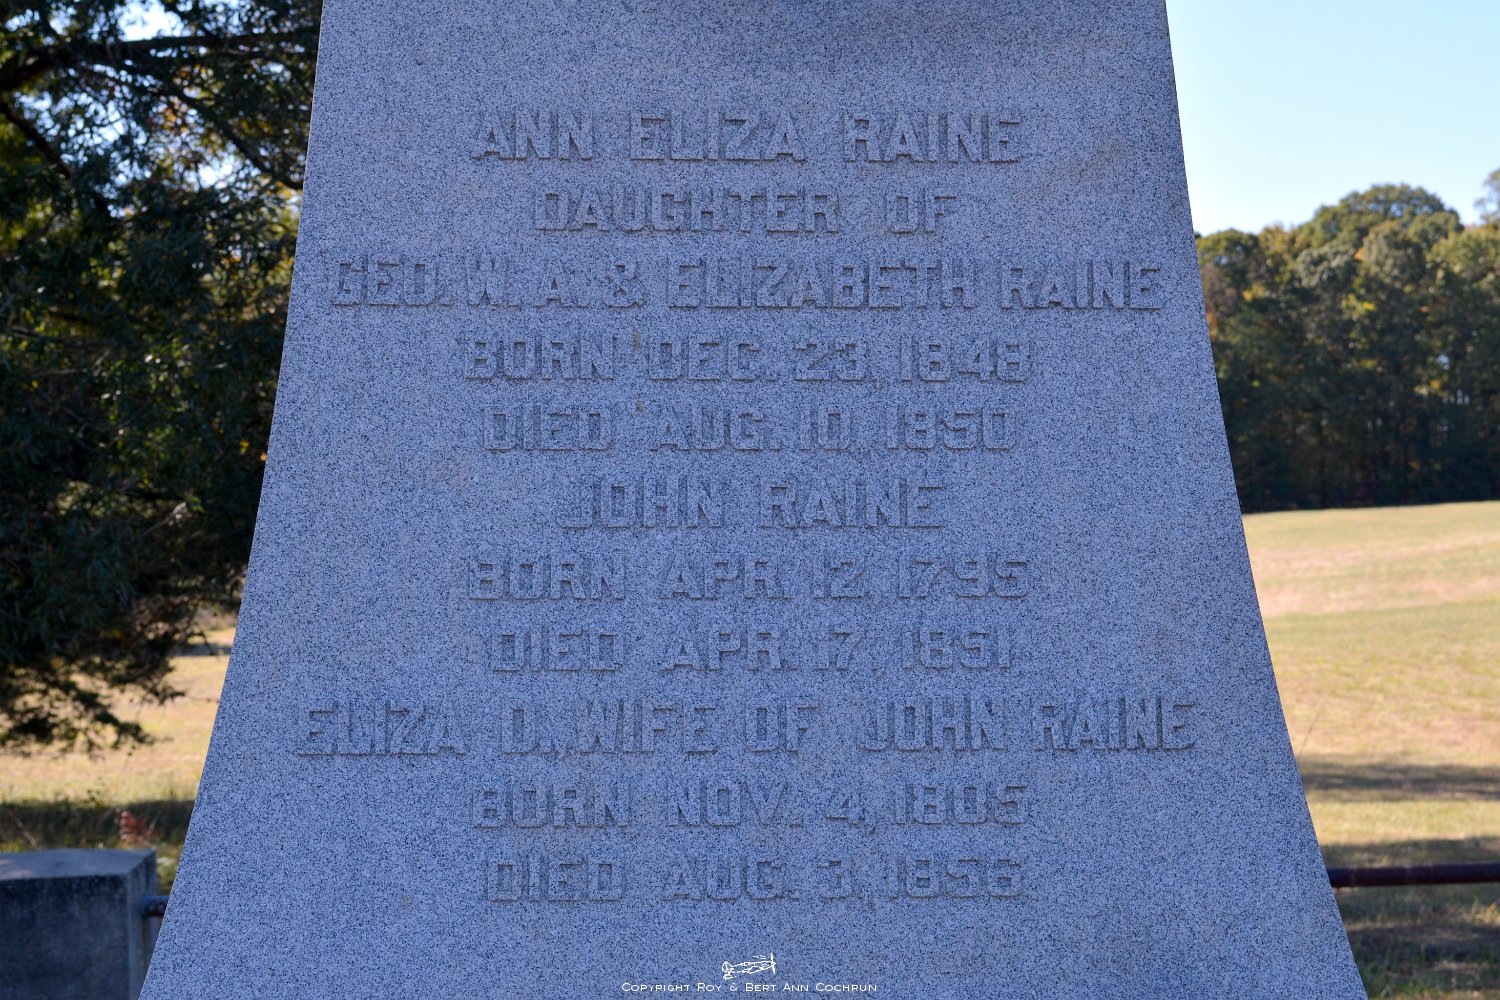 ANN ELIZA RAINE
DAUGHTER OF
GEO. W. A. & ELIZABETH RAINE
BORN DEC. 23, 1848
DIED AUG. 10, 1850
JOHN RAINE
BORN APR. 12, 1795
DIED APR. 17, 1851
ELIZA D., WIFE OF JOHN RAINE
BORN NOV. 4, 1805
DIED AUG. 3, 1856
COPYRIGHT ROY & BERT ANN COCHRUN